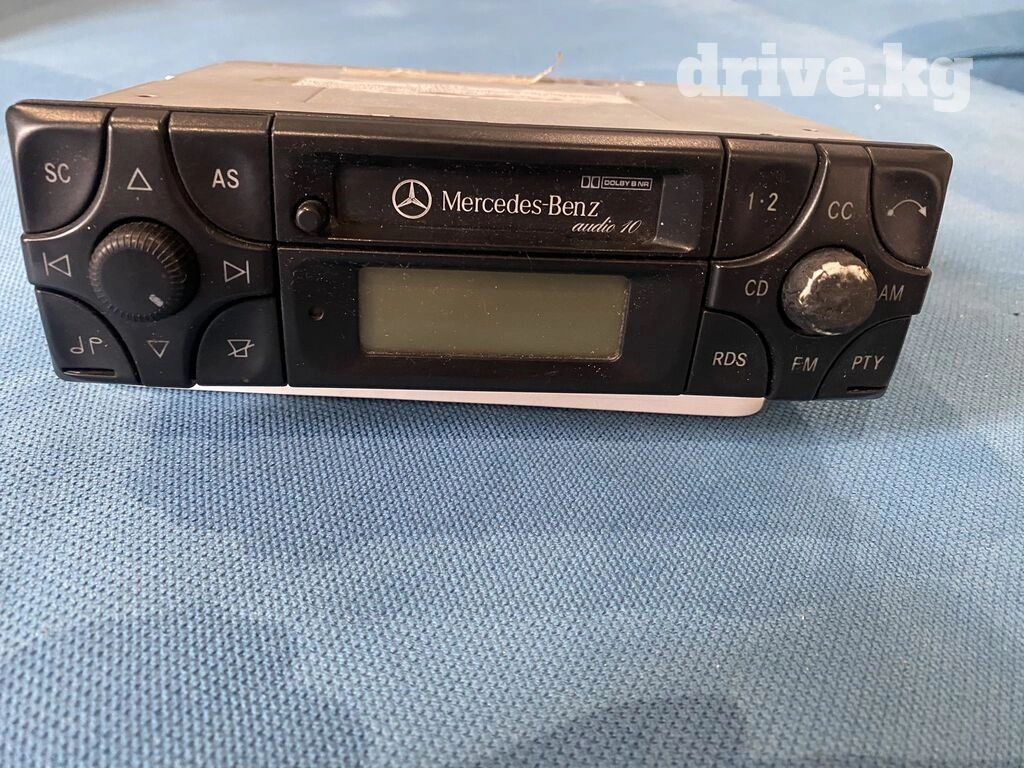 drive.kg
SC
AS
DOLBY B NR
Mercedes-Benz
audio 10
1·2
CC
CD
AM
RDS
FM
PTY